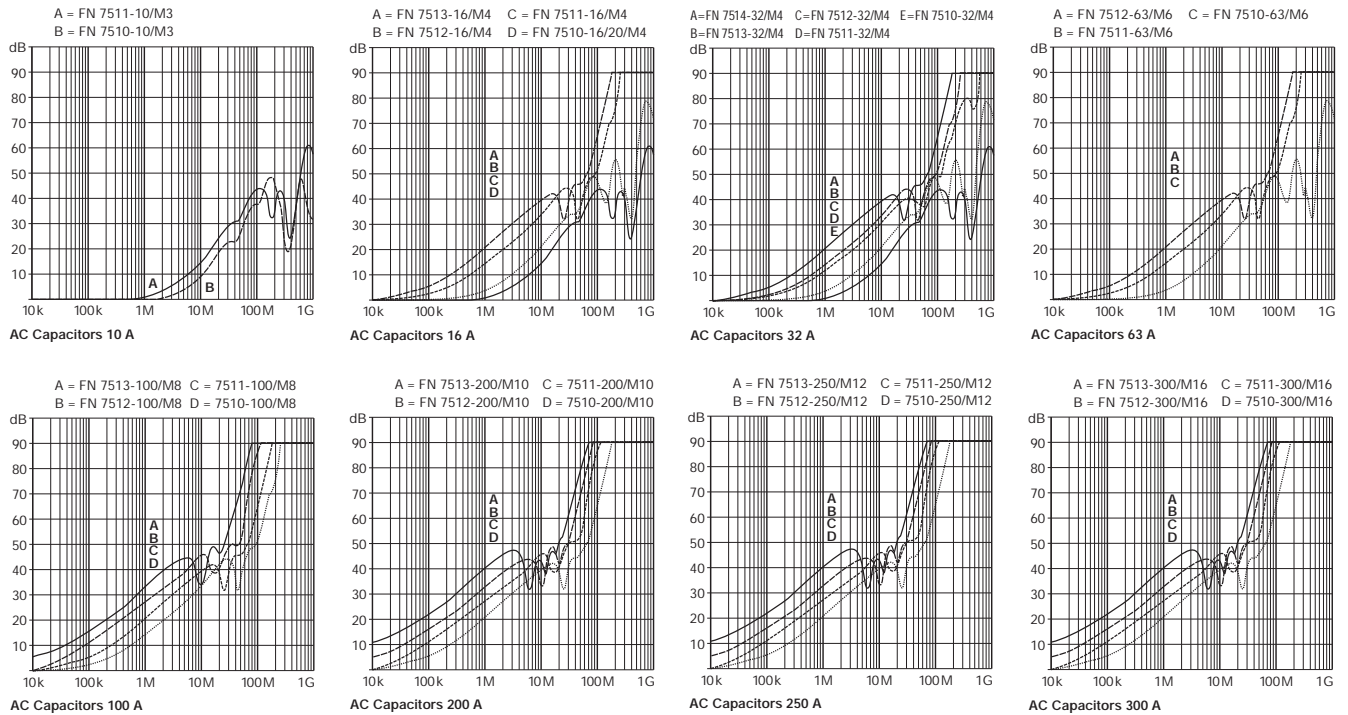 A = FN 7511-10/M3
B = FN 7510-10/M3
dB
90
80
70
60
50
40
30
20
10
A
B
10k 100k 1M 10M 100M 1G
AC Capacitors 10 A
A = FN 7513-16/M4 C = FN 7511-16/M4
B = FN 7512-16/M4 D = FN 7510-16/20/M4
dB
90
80
70
60
50
40
30
20
10
A
B
C
D
10k 100k 1M 10M 100M 1G
AC Capacitors 16 A
A=FN 7514-32/M4 C=FN 7512-32/M4 E=FN 7510-32/M4
B=FN 7513-32/M4 D=FN 7511-32/M4
dB
90
80
70
60
50
40
30
20
10
A
B
C
D
E
10k 100k 1M 10M 100M 1G
AC Capacitors 32 A
A = FN 7512-63/M6 C = FN 7510-63/M6
B = FN 7511-63/M6
dB
90
80
70
60
50
40
30
20
10
A
B
C
10k 100k 1M 10M 100M 1G
AC Capacitors 63 A
A = FN 7513-100/M8 C = 7511-100/M8
B = FN 7512-100/M8 D = 7510-100/M8
dB
90
80
70
60
50
40
30
20
10
A
B
C
D
10k 100k 1M 10M 100M 1G
AC Capacitors 100 A
A = FN 7513-200/M10 C = 7511-200/M10
B = FN 7512-200/M10 D = 7510-200/M10
dB
90
80
70
60
50
40
30
20
10
A
B
C
D
10k 100k 1M 10M 100M 1G
AC Capacitors 200 A
A = FN 7513-250/M12 C = 7511-250/M12
B = FN 7512-250/M12 D = 7510-250/M12
dB
90
80
70
60
50
40
30
20
10
A
B
C
D
10k 100k 1M 10M 100M 1G
AC Capacitors 250 A
A = FN 7513-300/M16 C = 7511-300/M16
B = FN 7512-300/M16 D = 7510-300/M16
dB
90
80
70
60
50
40
30
20
10
A
B
C
D
10k 100k 1M 10M 100M 1G
AC Capacitors 300 A